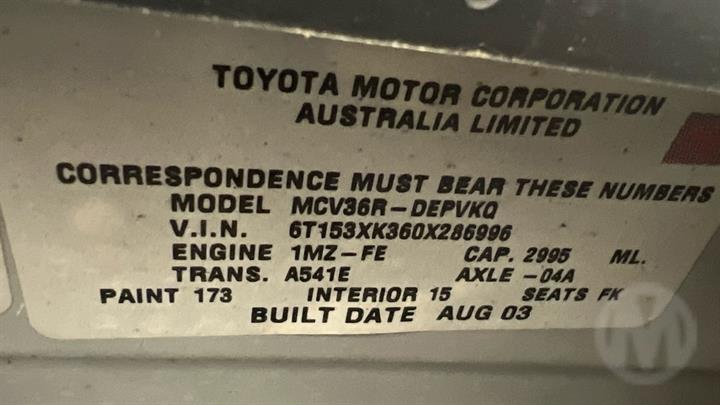 TOYOTA MOTOR CORPORATION
AUSTRALIA LIMITED
CORRESPONDENCE MUST BEAR THESE NUMBERS
MODEL MCV36R-DEPVKQ
V.I.N. 6T153XK360X286996
ENGINE 1MZ-FE CAP. 2995 ML.
TRANS. A541E AXLE -04A
PAINT 173 INTERIOR 15 SEATS FK
BUILT DATE AUG 03
M